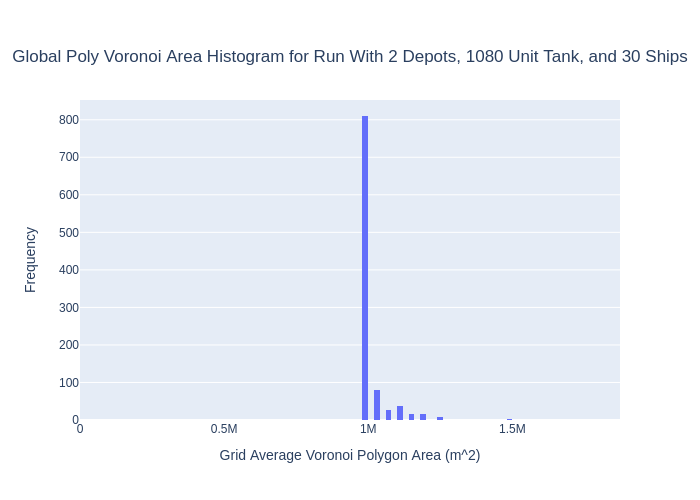 Global Poly Voronoi Area Histogram for Run With 2 Depots, 1080 Unit Tank, and 30 Ships
800
700
600
500
400
300
200
100
0
Frequency
0 0.5M 1M 1.5M
Grid Average Voronoi Polygon Area (m^2)